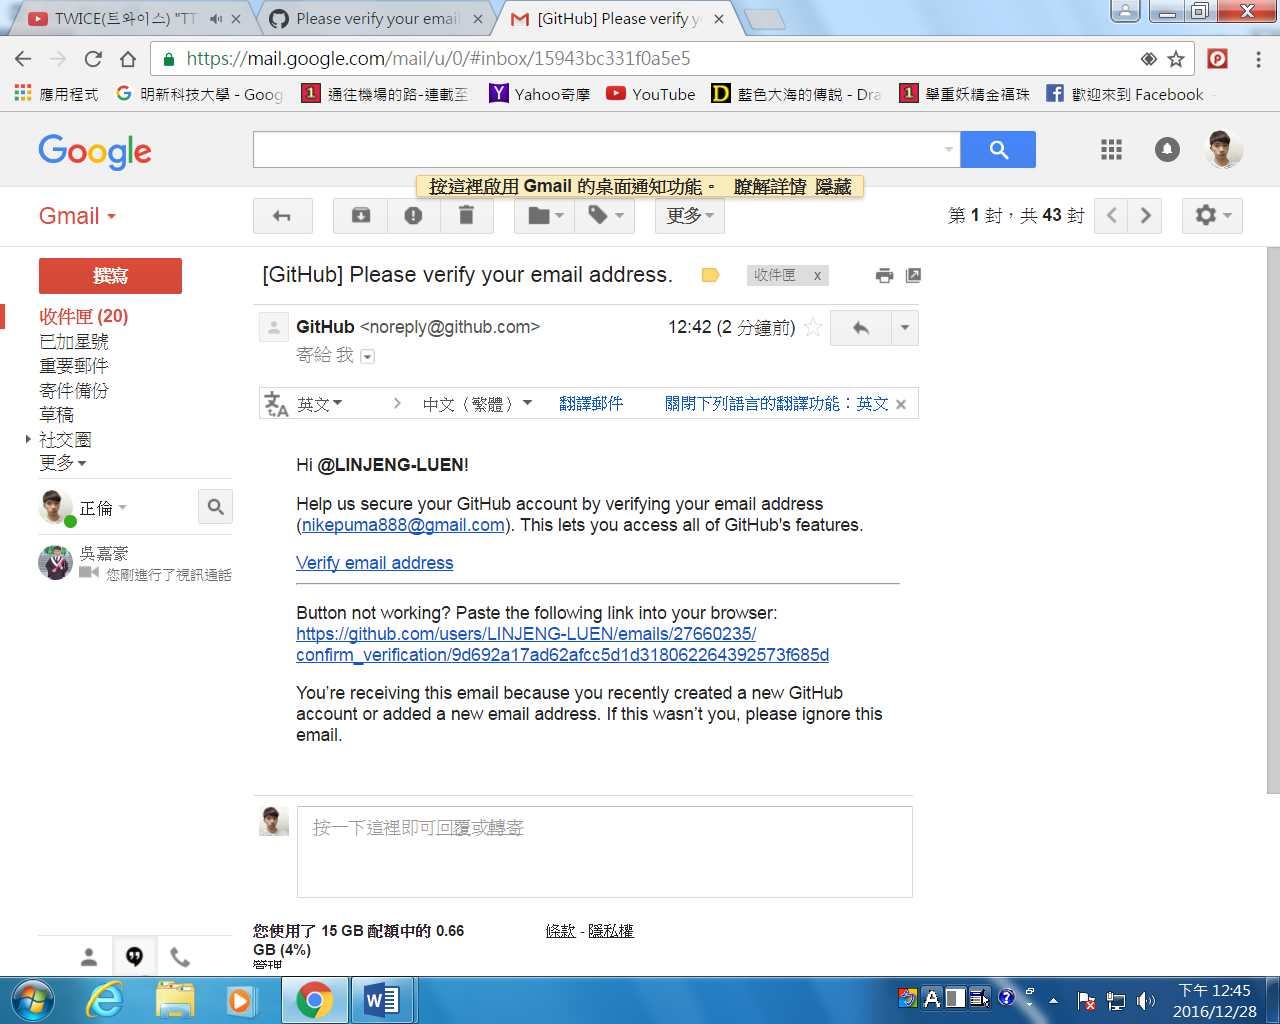 TWICE(트와이스) "TT
Please verify your email
[GitHub] Please verify y
https://mail.google.com/mail/u/0/#inbox/15943bc331f0a5e5
應用程式
明新科技大學 - Goog
通往機場的路-連載至
Yahoo奇摩
YouTube
藍色大海的傳說 - Dra
舉重妖精金福珠
歡迎來到 Facebook
Google
按這裡啟用 Gmail 的桌面通知功能。 瞭解詳情 隱藏
Gmail
更多
第 1 封，共 43 封
撰寫
[GitHub] Please verify your email address.
收件匣 x
收件匣 (20)
已加星號
重要郵件
寄件備份
草稿
社交圈
更多
正倫
吳嘉豪
您剛進行了視訊通話
GitHub <noreply@github.com>
12:42 (2 分鐘前)
寄給 我
英文
中文（繁體）
翻譯郵件
關閉下列語言的翻譯功能：英文
Hi @LINJENG-LUEN!
Help us secure your GitHub account by verifying your email address
(nikepuma888@gmail.com). This lets you access all of GitHub's features.
Verify email address
Button not working? Paste the following link into your browser:
https://github.com/users/LINJENG-LUEN/emails/27660235/
confirm_verification/9d692a17ad62afcc5d1d318062264392573f685d
You're receiving this email because you recently created a new GitHub
account or added a new email address. If this wasn't you, please ignore this
email.
按一下這裡即可回覆或轉寄
您使用了 15 GB 配額中的 0.66
GB (4%)
管理
條款 - 隱私權
下午 12:45
2016/12/28